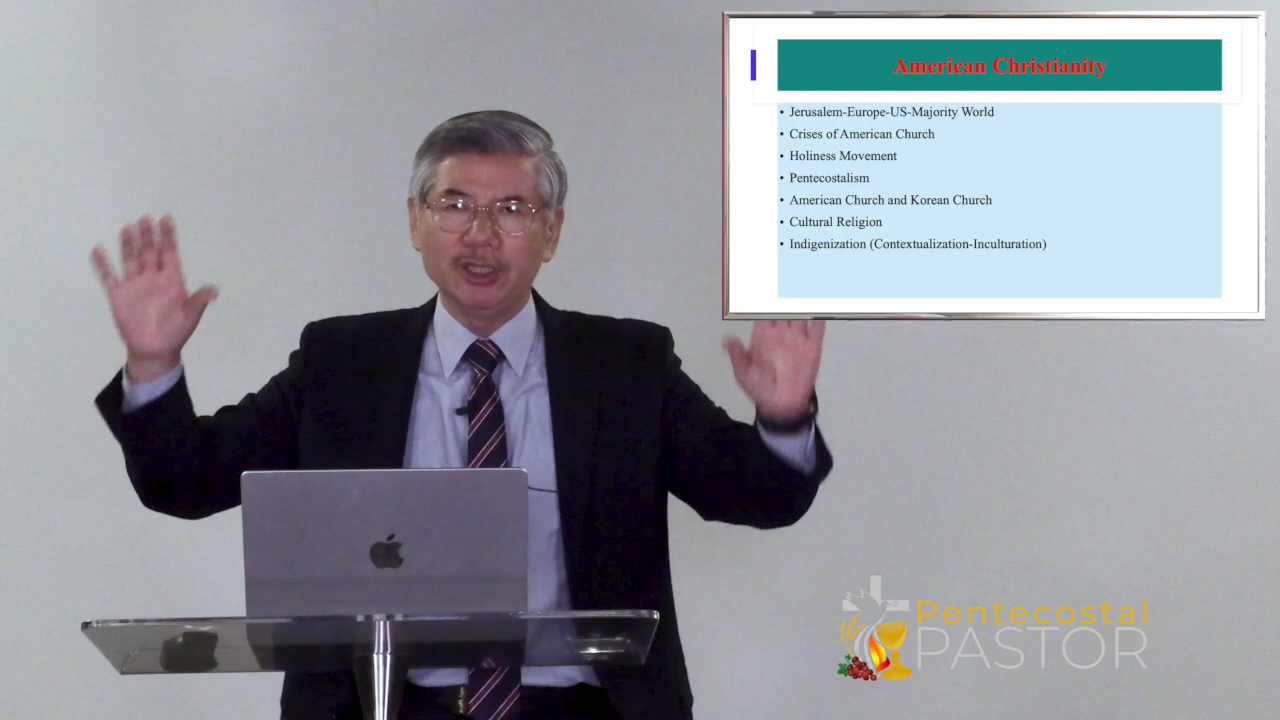 American Christianity
• Jerusalem-Europe-US-Majority World
• Crises of American Church
• Holiness Movement
• Pentecostalism
• American Church and Korean Church
• Cultural Religion
• Indigenization (Contextualization-Inculturation)
Pentecostal
PASTOR